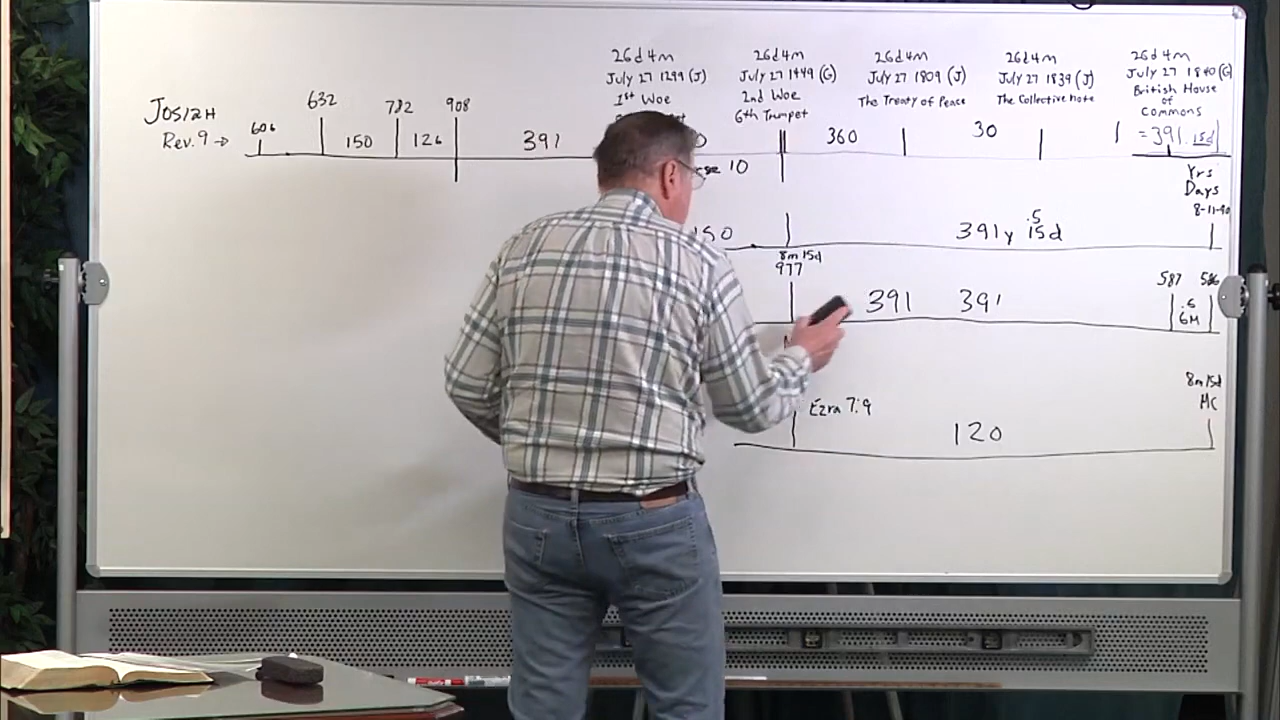 26d 4m
July 27 1299 (J)
1st Woe
26d 4m
July 27 1449 (G)
2nd Woe
6th Trumpet
26d 4m
July 27 1809 (J)
The Treaty of Peace
26d 4m
July 27 1839 (J)
The Collective note
26d 4m
July 27 1840 (G)
British House
of
Commons
JOSIAH
Rev. 9 →
606
632
150
782
126
908
391
10
360
30
= 391. 15d
Yrs
Days
8-11-40
150
391y 15d
.5
8m 15d
977
391 391
587 586
.5
6M
Ezra 7:9
120
8m 15d
MC